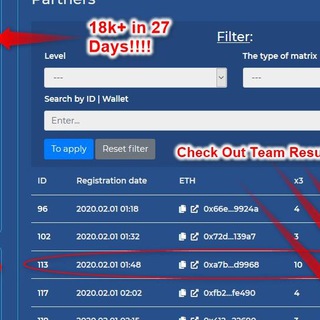 Partners
18k+ in 27
Days!!!!
Filter:
Level
The type of matrix
---
---
Search by ID | Wallet
Enter...
To apply
Reset filter
Check Out Team Resu
ID
Registration date
ETH
x3
96
2020.02.01 01:18
0x66e...9924a
4
102
2020.02.01 01:32
0x72d...139a7
3
113
2020.02.01 01:48
0xa7b...d9968
10
117
2020.02.01 02:02
0xfb2...fe490
4